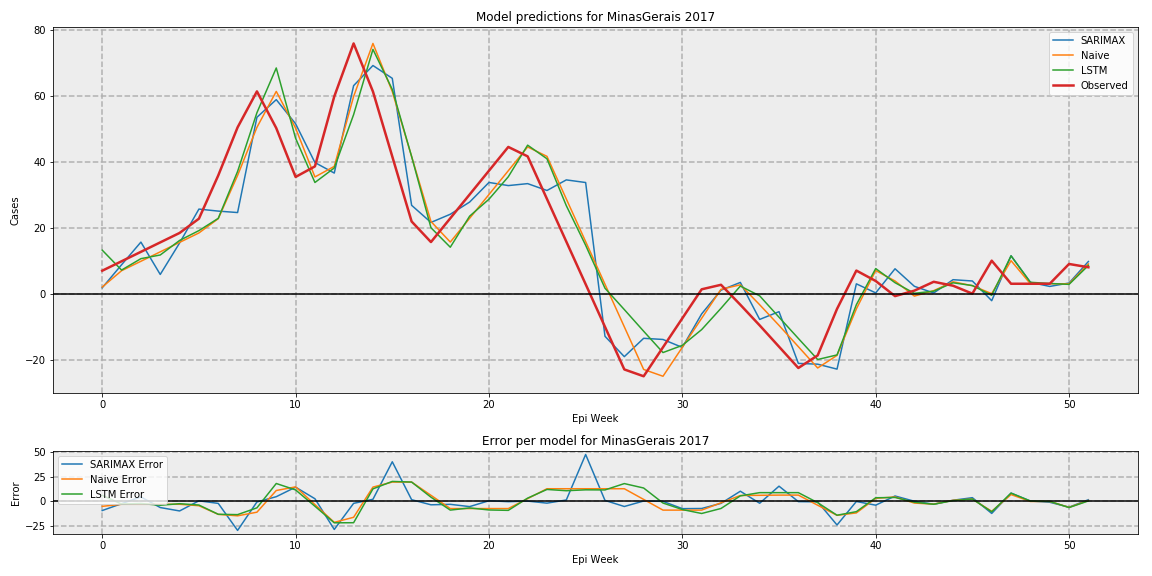 Model predictions for MinasGerais 2017
80
60
40
20
0
−20
Cases
SARIMAX
Naive
LSTM
Observed
0 10 20 30 40 50
Epi Week
Error per model for MinasGerais 2017
50
25
0
−25
Error
SARIMAX Error
Naive Error
LSTM Error
0 10 20 30 40 50
Epi Week